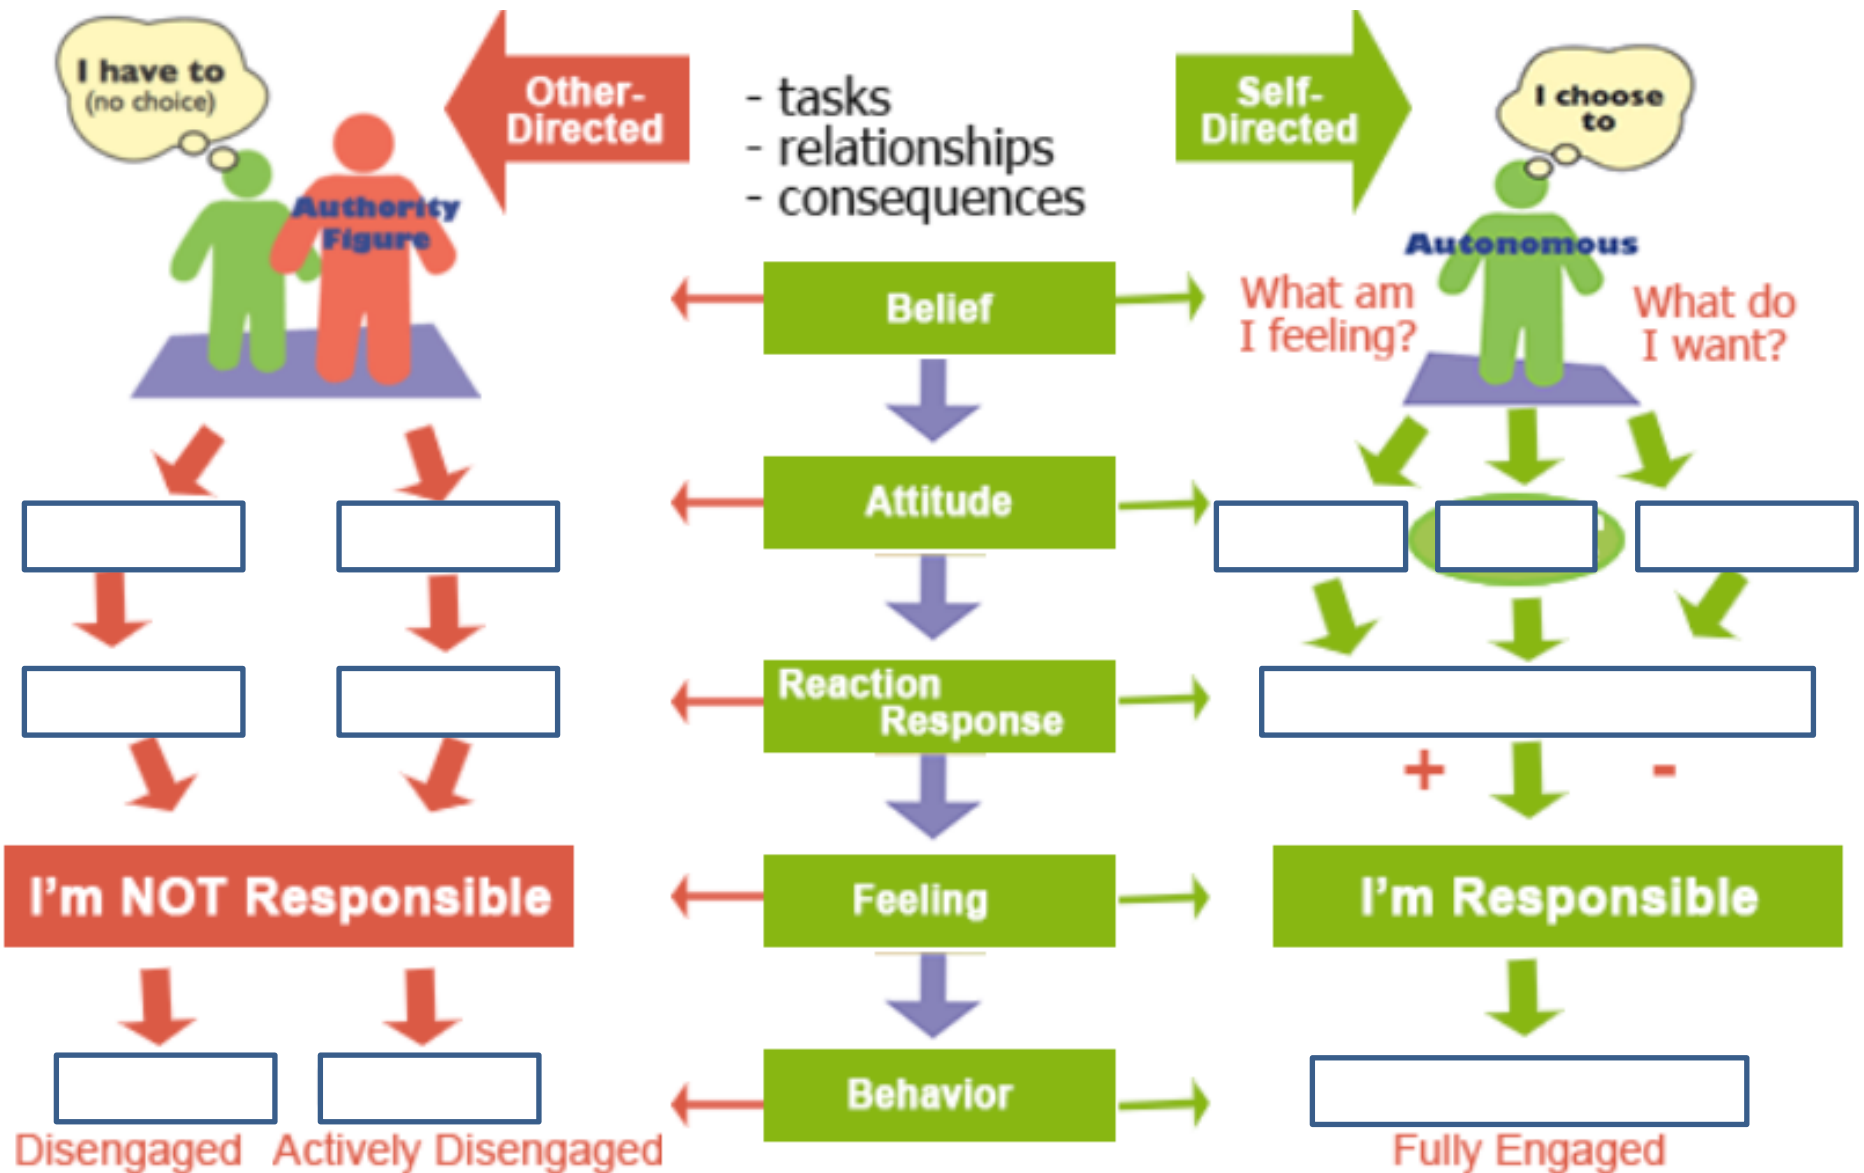 I have to
(no choice)
Other-
Directed
- tasks
- relationships
- consequences
Self-
Directed
I choose
to
Authority
Figure
Autonomous
What am
I feeling?
What do
I want?
Belief
Attitude
Reaction
Response
+
-
I'm NOT Responsible
Feeling
I'm Responsible
Behavior
Disengaged
Actively Disengaged
Fully Engaged